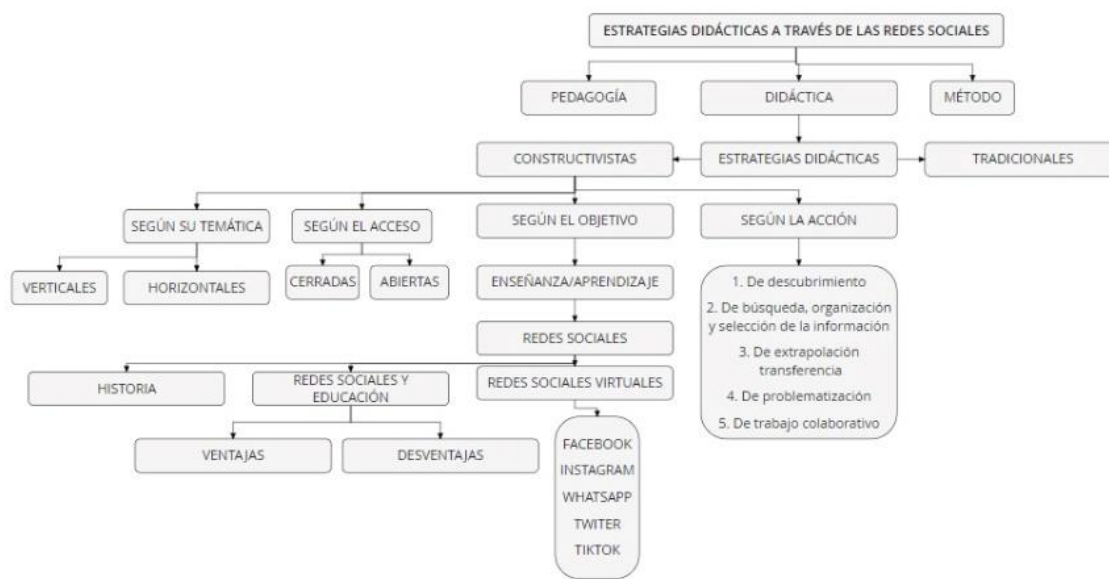 ESTRATEGIAS DIDÁCTICAS A TRAVÉS DE LAS REDES SOCIALES
PEDAGOGÍA
DIDÁCTICA
MÉTODO
CONSTRUCTIVISTAS
ESTRATEGIAS DIDÁCTICAS
TRADICIONALES
SEGÚN SU TEMÁTICA
SEGÚN EL ACCESO
SEGÚN EL OBJETIVO
SEGÚN LA ACCIÓN
VERTICALES
HORIZONTALES
CERRADAS
ABIERTAS
ENSEÑANZA/APRENDIZAJE
1. De descubrimiento
2. De búsqueda, organización
y selección de la información
3. De extrapolación
transferencia
4. De problematización
5. De trabajo colaborativo
REDES SOCIALES
HISTORIA
REDES SOCIALES Y
EDUCACIÓN
REDES SOCIALES VIRTUALES
VENTAJAS
DESVENTAJAS
FACEBOOK
INSTAGRAM
WHATSAPP
TWITER
TIKTOK